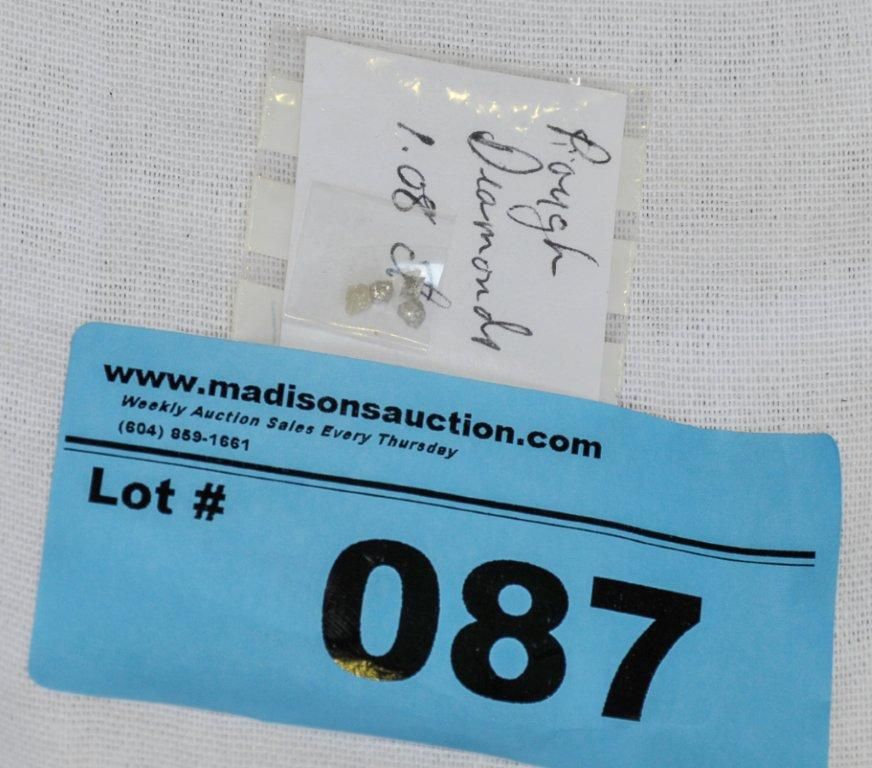 Rough
Diamonds
1.08 ct
www.madisonsauction.com
Weekly Auction Sales Every Thursday
(604) 859-1661
Lot #
087